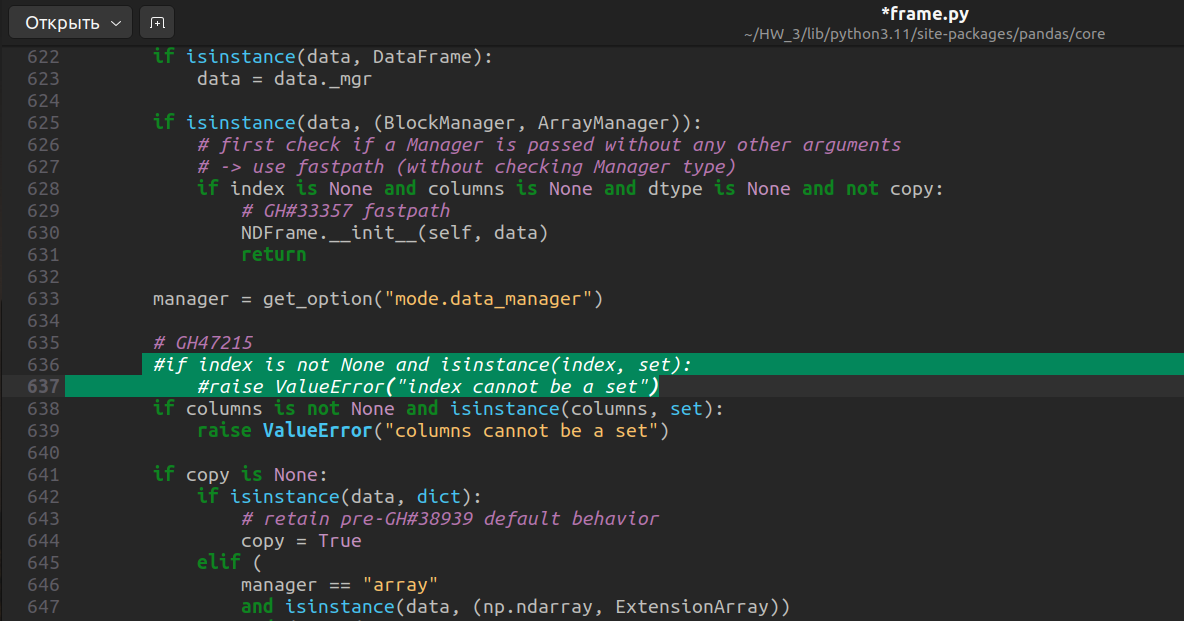 Открыть
*frame.py
~/HW_3/lib/python3.11/site-packages/pandas/core
622         if isinstance(data, DataFrame):
623             data = data._mgr
624
625         if isinstance(data, (BlockManager, ArrayManager)):
626             # first check if a Manager is passed without any other arguments
627             # -> use fastpath (without checking Manager type)
628             if index is None and columns is None and dtype is None and not copy:
629                 # GH#33357 fastpath
630                 NDFrame.__init__(self, data)
631                 return
632
633         manager = get_option("mode.data_manager")
634
635         # GH47215
636         #if index is not None and isinstance(index, set):
637             #raise ValueError("index cannot be a set")
638         if columns is not None and isinstance(columns, set):
639             raise ValueError("columns cannot be a set")
640
641         if copy is None:
642             if isinstance(data, dict):
643                 # retain pre-GH#38939 default behavior
644                 copy = True
645             elif (
646                 manager == "array"
647                 and isinstance(data, (np.ndarray, ExtensionArray))